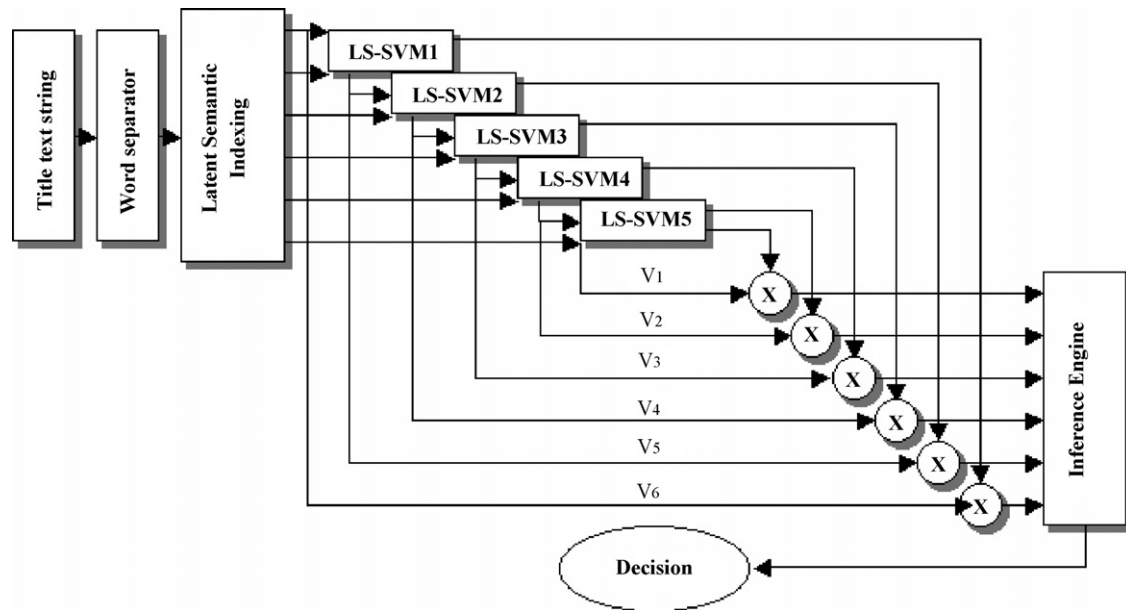 Title text string
Word separator
Latent Semantic
Indexing
LS-SVM1
LS-SVM2
LS-SVM3
LS-SVM4
LS-SVM5
V1
X
V2
X
V3
X
V4
X
V5
X
V6
X
Inference Engine
Decision